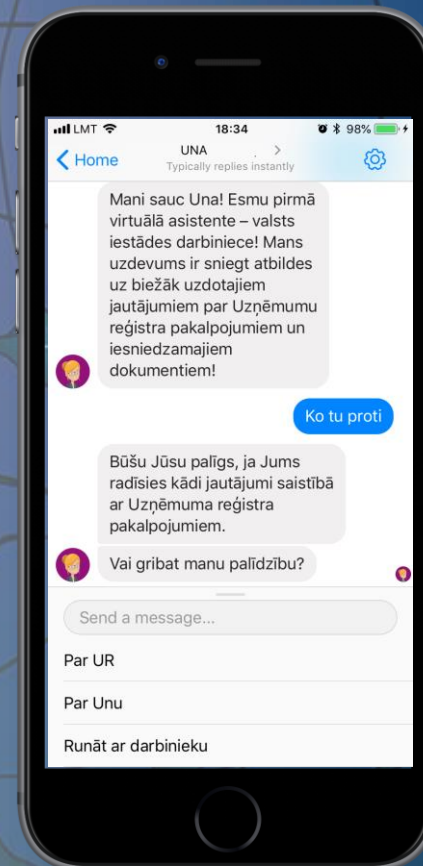 LMT 18:34 98%
Home UNA >
Typically replies instantly
Mani sauc Una! Esmu pirmā
virtuālā asistente – valsts
iestādes darbiniece! Mans
uzdevums ir sniegt atbildes
uz biežāk uzdotajiem
jautājumiem par Uzņēmumu
reģistra pakalpojumiem un
iesniedzamajiem
dokumentiem!
Ko tu proti
Būšu Jūsu palīgs, ja Jums
radīsies kādi jautājumi saistībā
ar Uzņēmuma reģistra
pakalpojumiem.
Vai gribat manu palīdzību?
Send a message...
Par UR
Par Unu
Runāt ar darbinieku